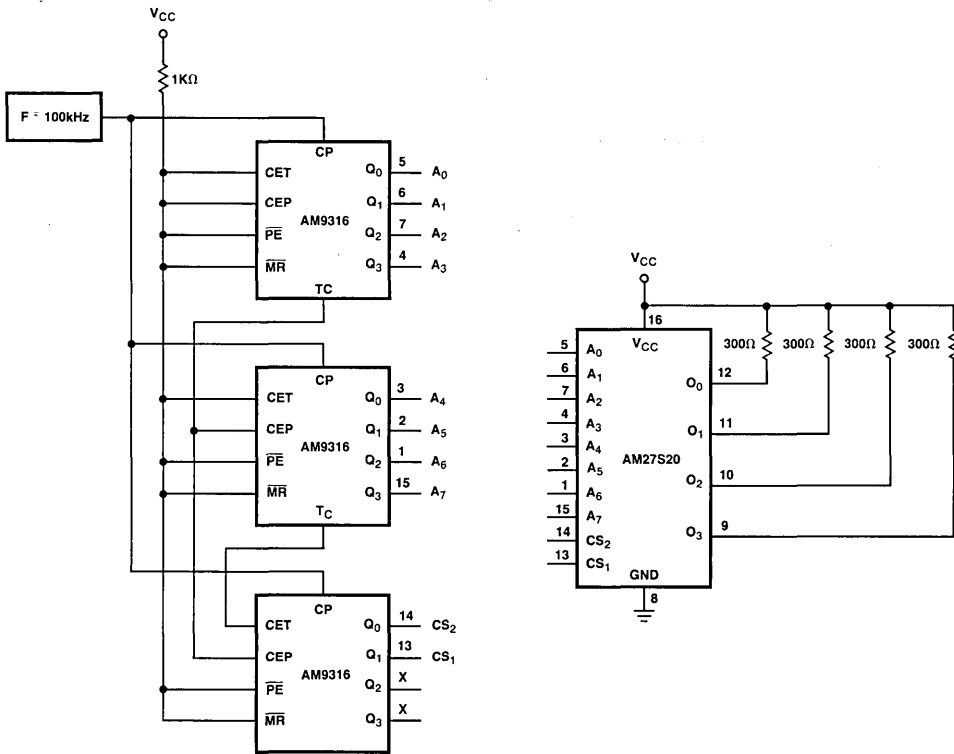 VCC
1KΩ
F = 100kHz
CP
CET
CEP
PE
MR
AM9316
TC
Q0 5 A0
Q1 6 A1
Q2 7 A2
Q3 4 A3
CP
CET
CEP
PE
MR
AM9316
TC
Q0 3 A4
Q1 2 A5
Q2 1 A6
Q3 15 A7
CP
CET
CEP
PE
MR
AM9316
Q0 14 CS2
Q1 13 CS1
Q2 X
Q3 X
VCC
16
VCC
300Ω 300Ω 300Ω 300Ω
5 A0
6 A1
7 A2
4 A3
3 A4
2 A5
1 A6
15 A7
14 CS2
13 CS1
AM27S20
O0 12
O1 11
O2 10
O3 9
GND
8